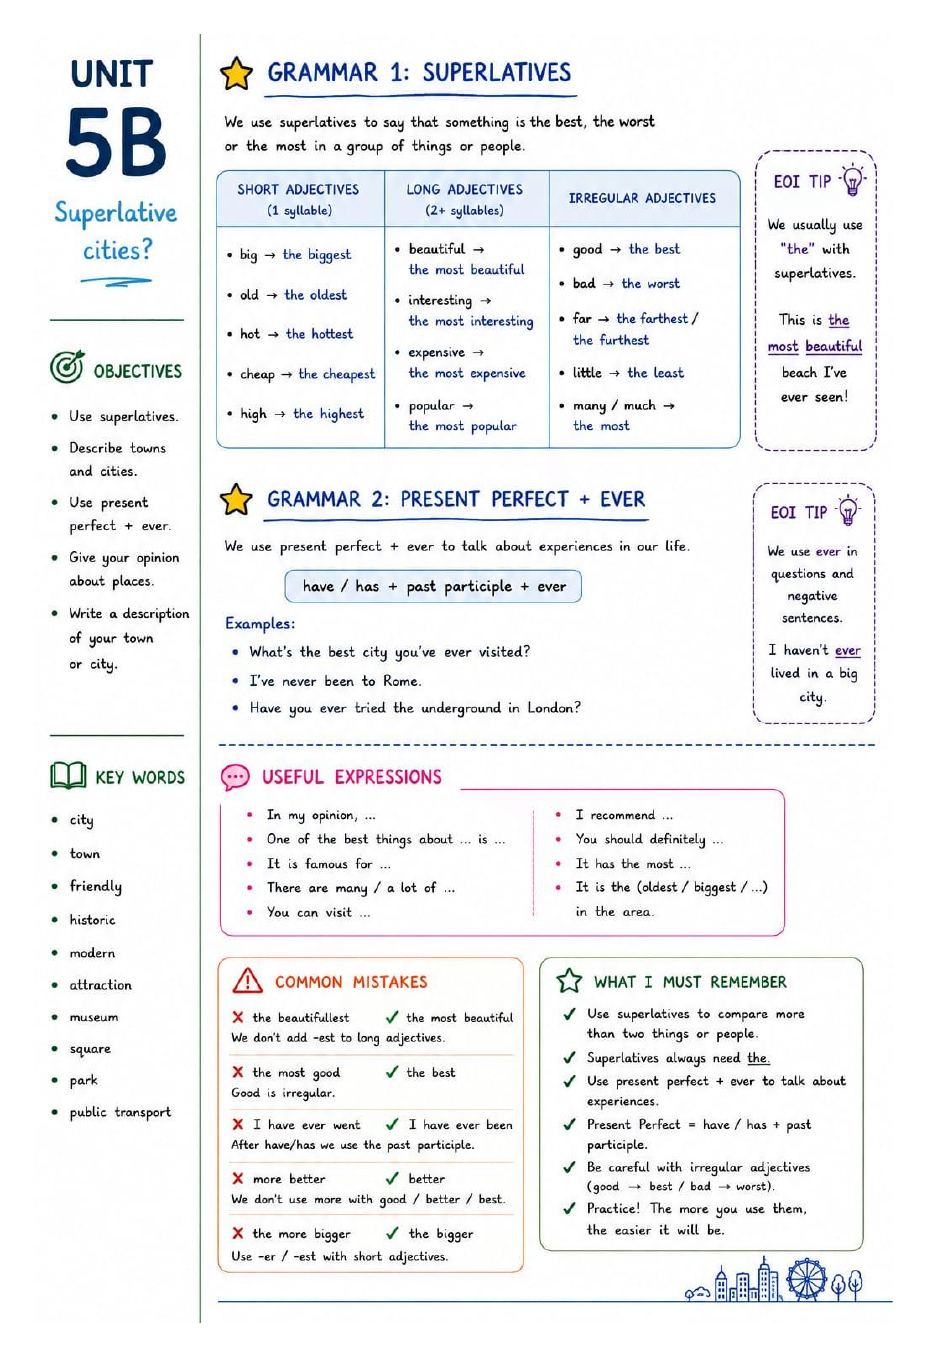 UNIT
5B
Superlative
cities?
OBJECTIVES
• Use superlatives.
• Describe towns
and cities.
• Use present
perfect + ever.
• Give your opinion
about places.
• Write a description
of your town
or city.
KEY WORDS
• city
• town
• friendly
• historic
• modern
• attraction
• museum
• square
• park
• public transport
GRAMMAR 1: SUPERLATIVES
We use superlatives to say that something is the best, the worst
or the most in a group of things or people.
SHORT ADJECTIVES
(1 syllable)
• big → the biggest
• old → the oldest
• hot → the hottest
• cheap → the cheapest
• high → the highest
LONG ADJECTIVES
(2+ syllables)
• beautiful →
the most beautiful
• interesting →
the most interesting
• expensive →
the most expensive
• popular →
the most popular
IRREGULAR ADJECTIVES
• good → the best
• bad → the worst
• far → the farthest /
the furthest
• little → the least
• many / much →
the most
EOI TIP
We usually use
"the" with
superlatives.
This is the
most beautiful
beach I've
ever seen!
GRAMMAR 2: PRESENT PERFECT + EVER
We use present perfect + ever to talk about experiences in our life.
have / has + past participle + ever
Examples:
• What's the best city you've ever visited?
• I've never been to Rome.
• Have you ever tried the underground in London?
EOI TIP
We use ever in
questions and
negative
sentences.
I haven't ever
lived in a big
city.
USEFUL EXPRESSIONS
• In my opinion, ...
• One of the best things about ... is ...
• It is famous for ...
• There are many / a lot of ...
• You can visit ...
• I recommend ...
• You should definitely ...
• It has the most ...
• It is the (oldest / biggest / ...)
in the area.
COMMON MISTAKES
✗ the beautifullest ✓ the most beautiful
We don't add -est to long adjectives.
✗ the most good ✓ the best
Good is irregular.
✗ I have ever went ✓ I have ever been
After have/has we use the past participle.
✗ more better ✓ better
We don't use more with good / better / best.
✗ the more bigger ✓ the bigger
Use -er / -est with short adjectives.
WHAT I MUST REMEMBER
✓ Use superlatives to compare more
than two things or people.
✓ Superlatives always need the.
✓ Use present perfect + ever to talk about
experiences.
✓ Present Perfect = have / has + past
participle.
✓ Be careful with irregular adjectives
(good → best / bad → worst).
✓ Practice! The more you use them,
the easier it will be.